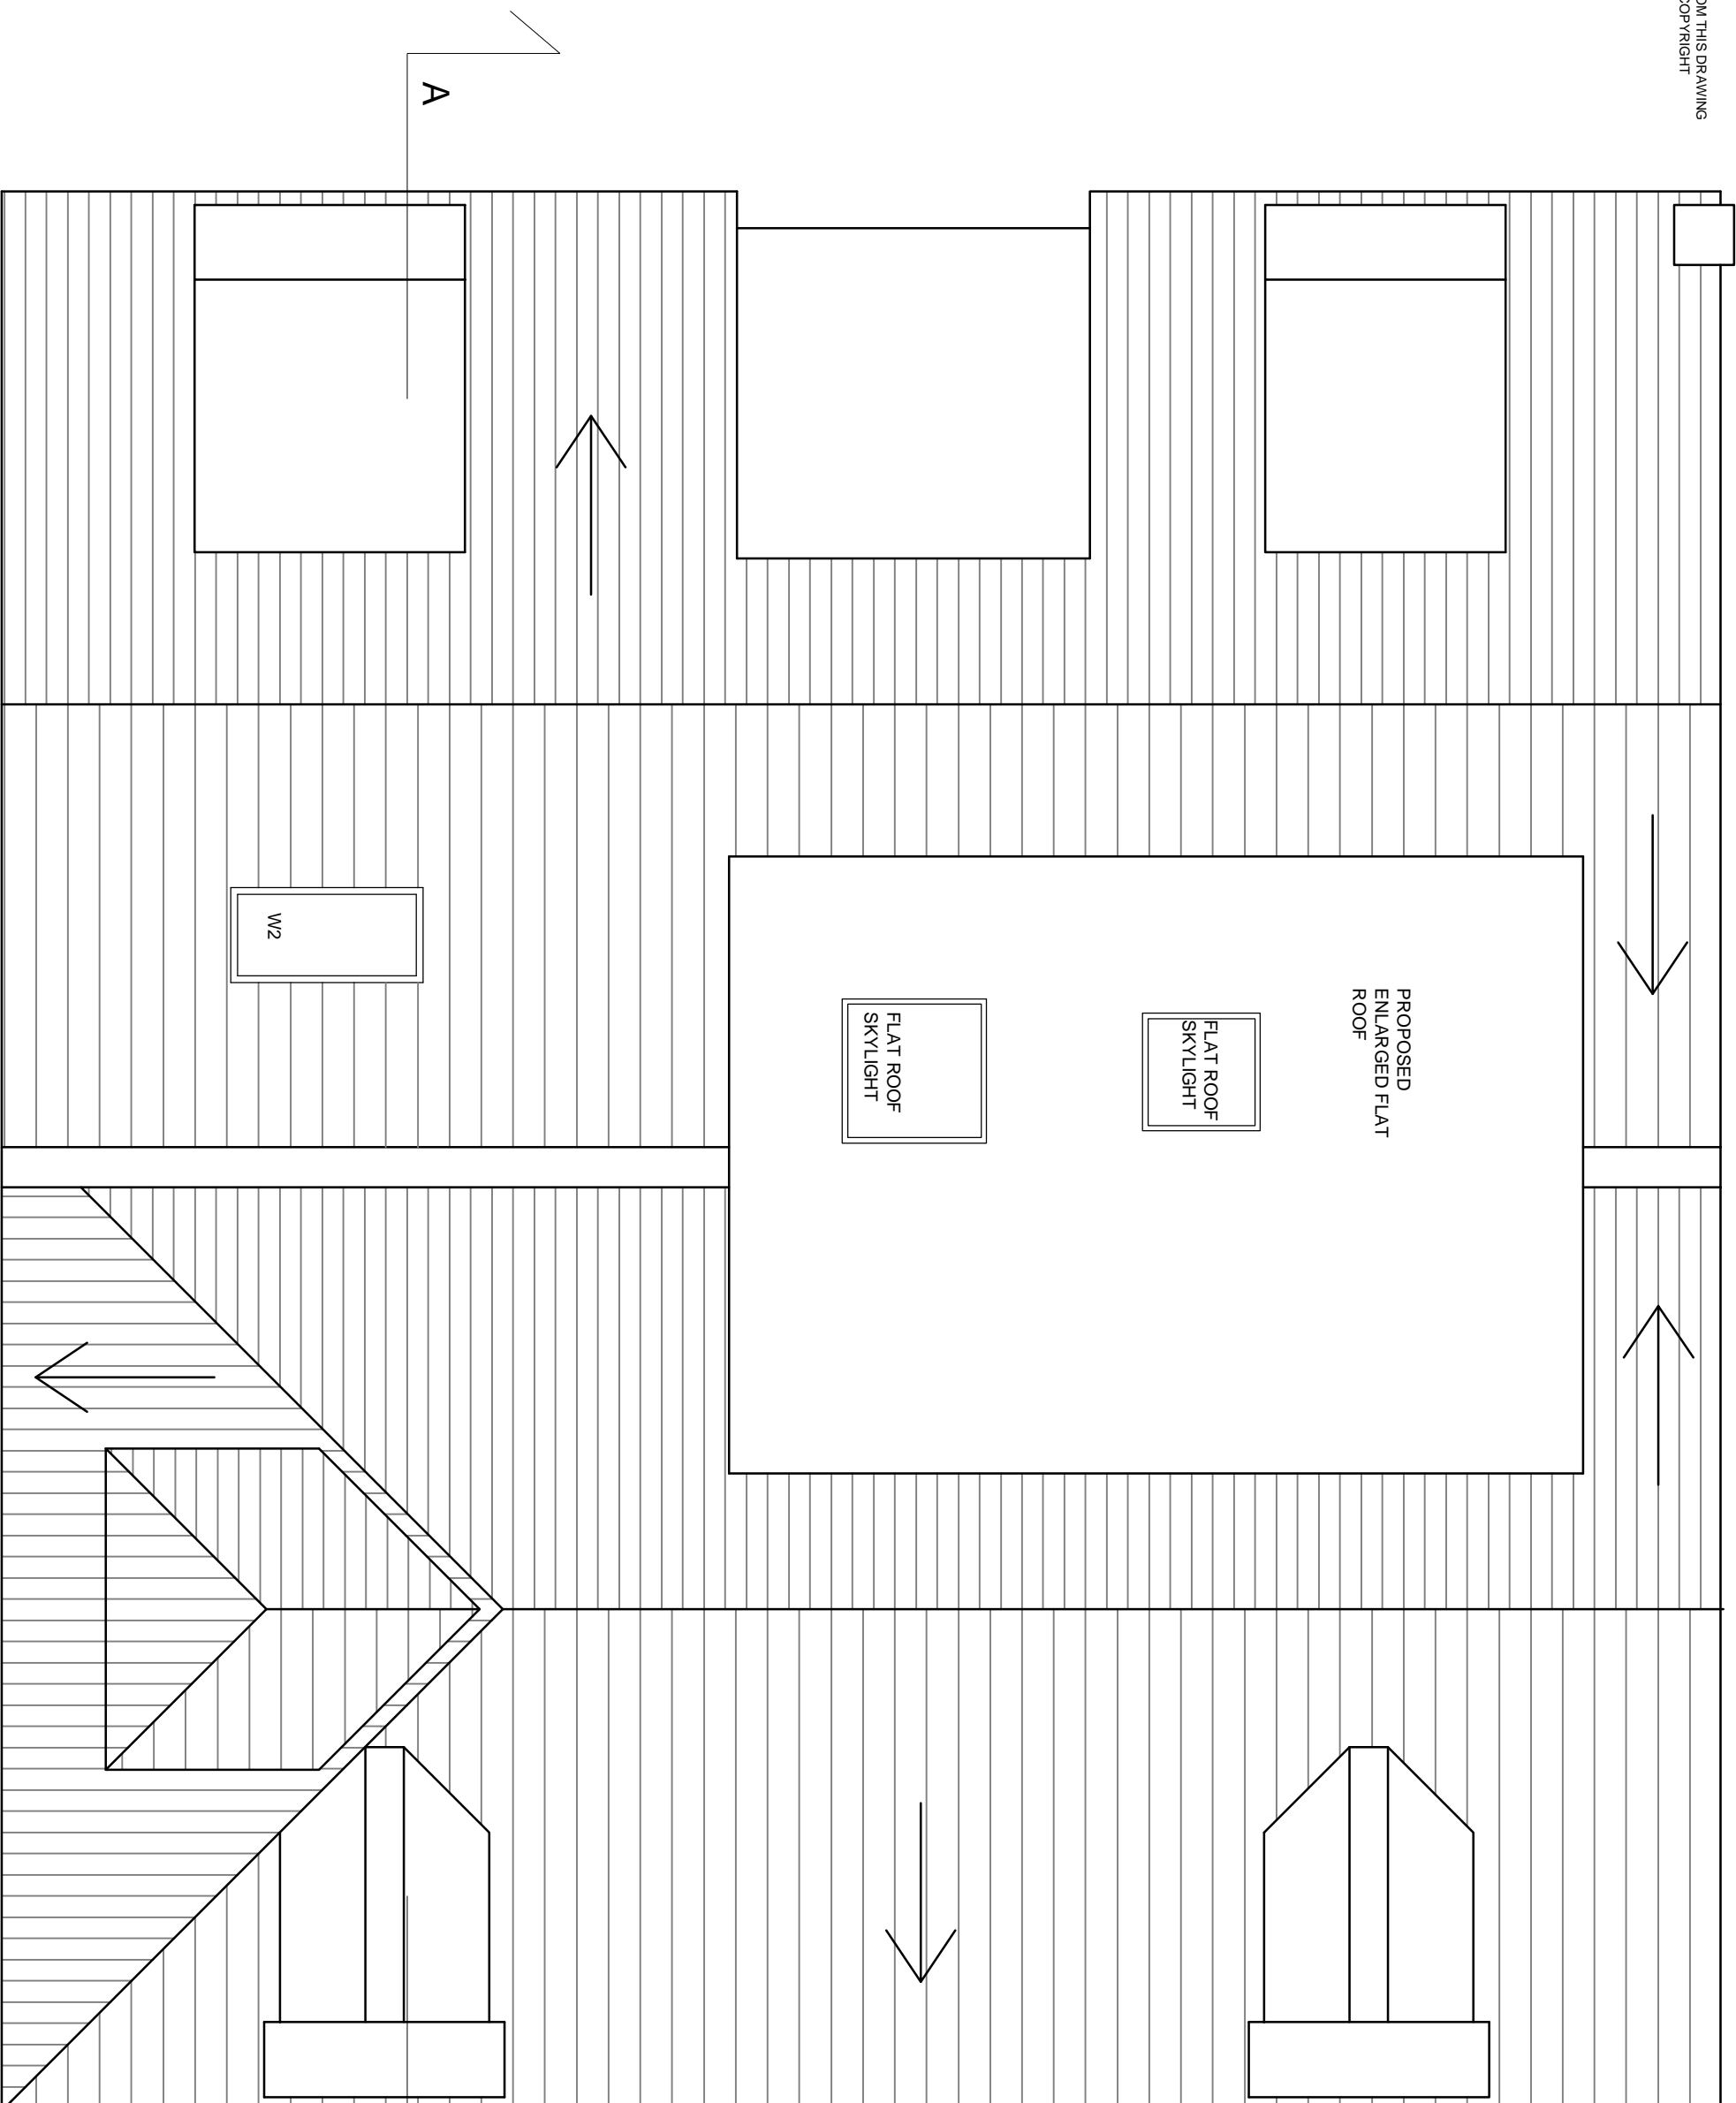 OM THIS DRAWING
COPYRIGHT
A
PROPOSED
ENLARGED FLAT
ROOF
FLAT ROOF
SKYLIGHT
FLAT ROOF
SKYLIGHT
W2